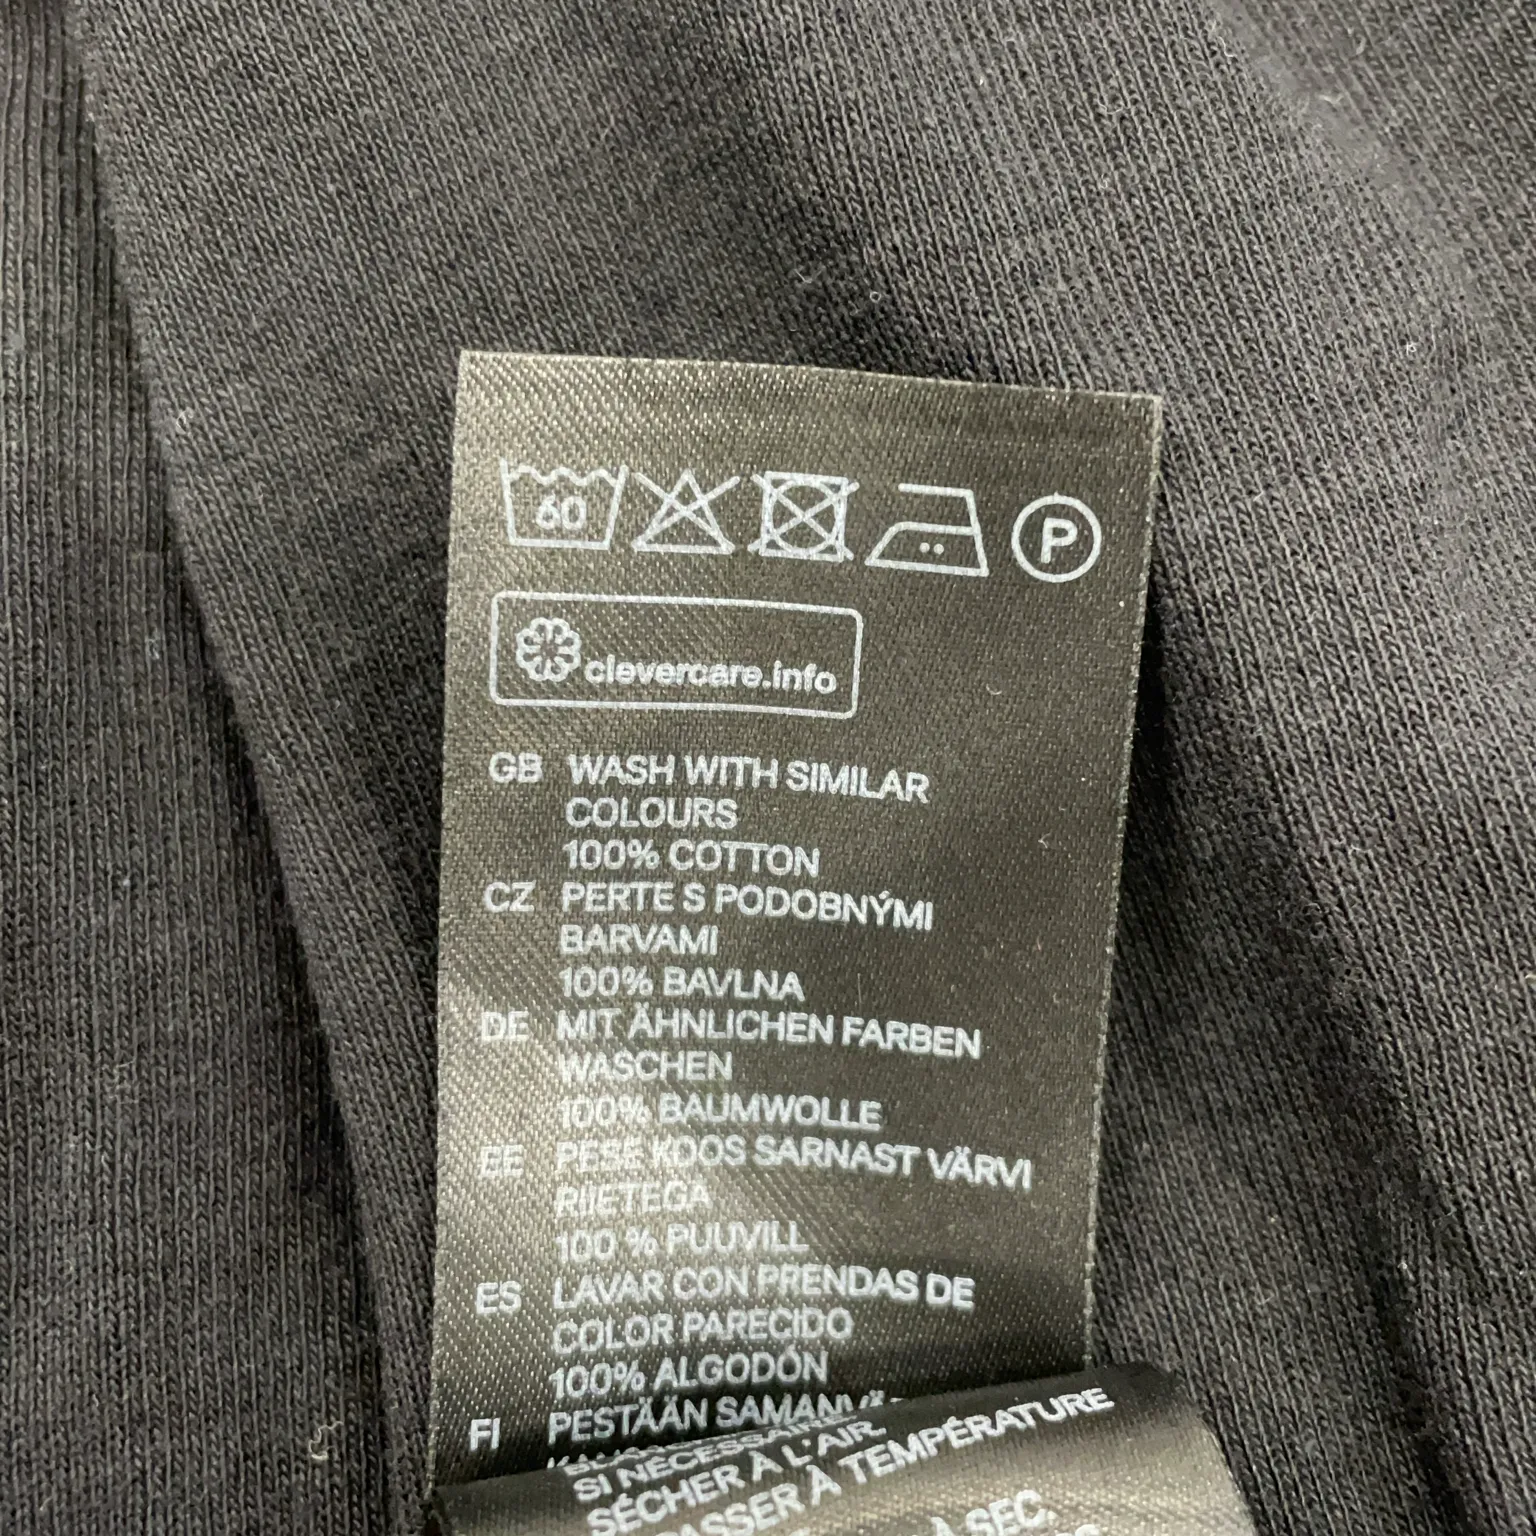 60
P
clevercare.info
GB WASH WITH SIMILAR
COLOURS
100% COTTON
CZ PERTE S PODOBNÝMI
BARVAMI
100% BAVLNA
DE MIT ÄHNLICHEN FARBEN
WASCHEN
100% BAUMWOLLE
EE PESE KOOS SARNAST VÄRVI
RIIETEGA
100 % PUUVILL
ES LAVAR CON PRENDAS DE
COLOR PARECIDO
100% ALGODÓN
FI PESTÄÄN
SI NÉCESSAIRE
SÉCHER À L'AIR
À TEMPÉRATURE
À SEC